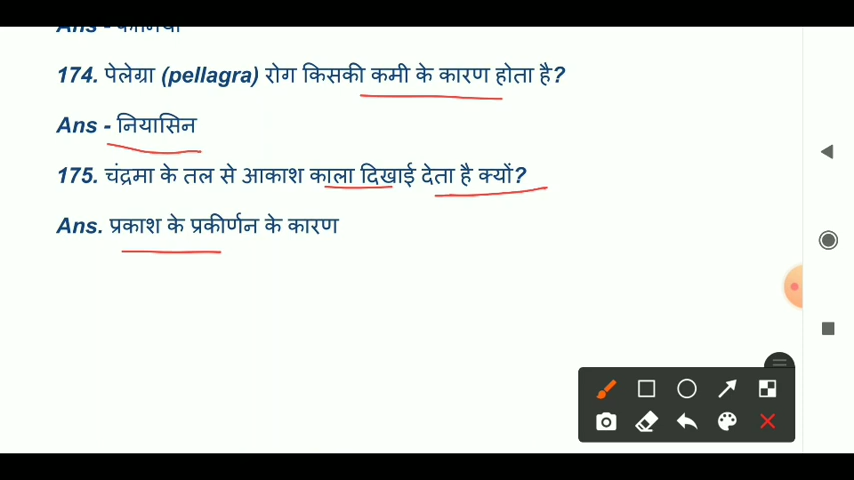 174. पेलेग्रा (pellagra) रोग किसकी कमी के कारण होता है?
Ans - नियासिन
175. चंद्रमा के तल से आकाश काला दिखाई देता है क्यों?
Ans. प्रकाश के प्रकीर्णन के कारण